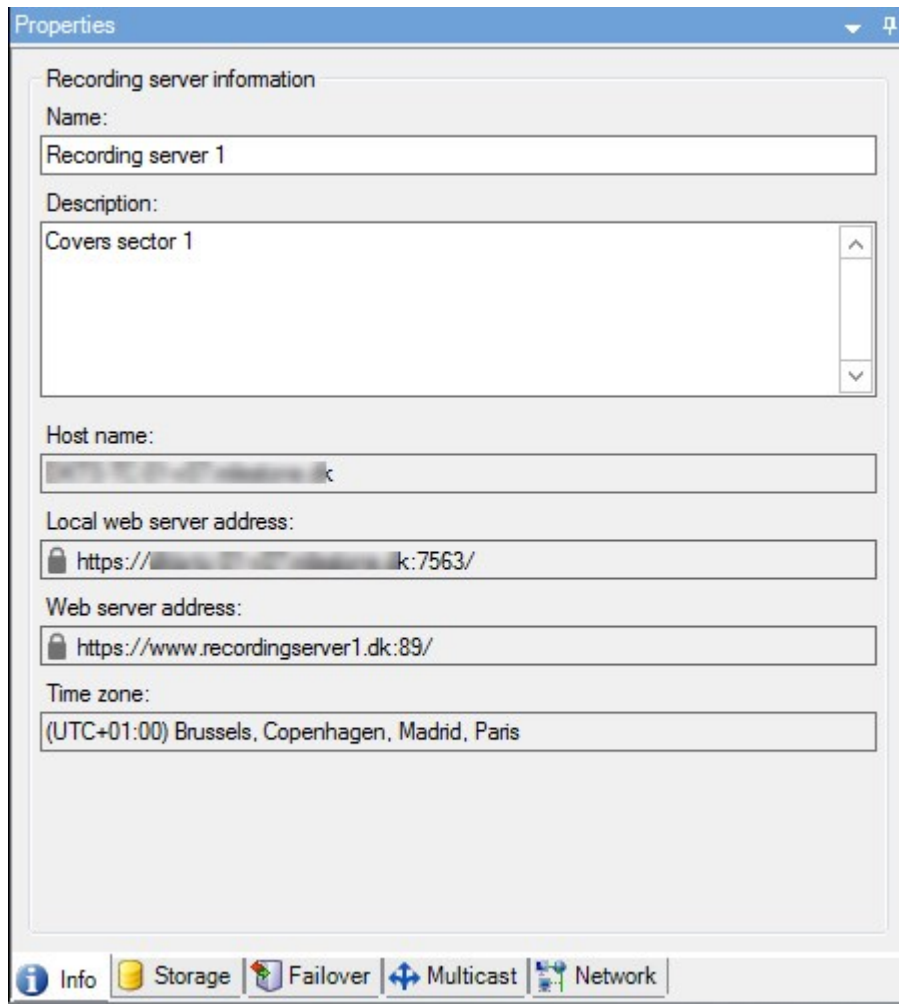 Properties
Recording server information
Name:
Recording server 1
Description:
Covers sector 1
Host name:
k
Local web server address:
https:// k:7563/
Web server address:
https://www.recordingserver1.dk:89/
Time zone:
(UTC+01:00) Brussels, Copenhagen, Madrid, Paris
Info Storage Failover Multicast Network